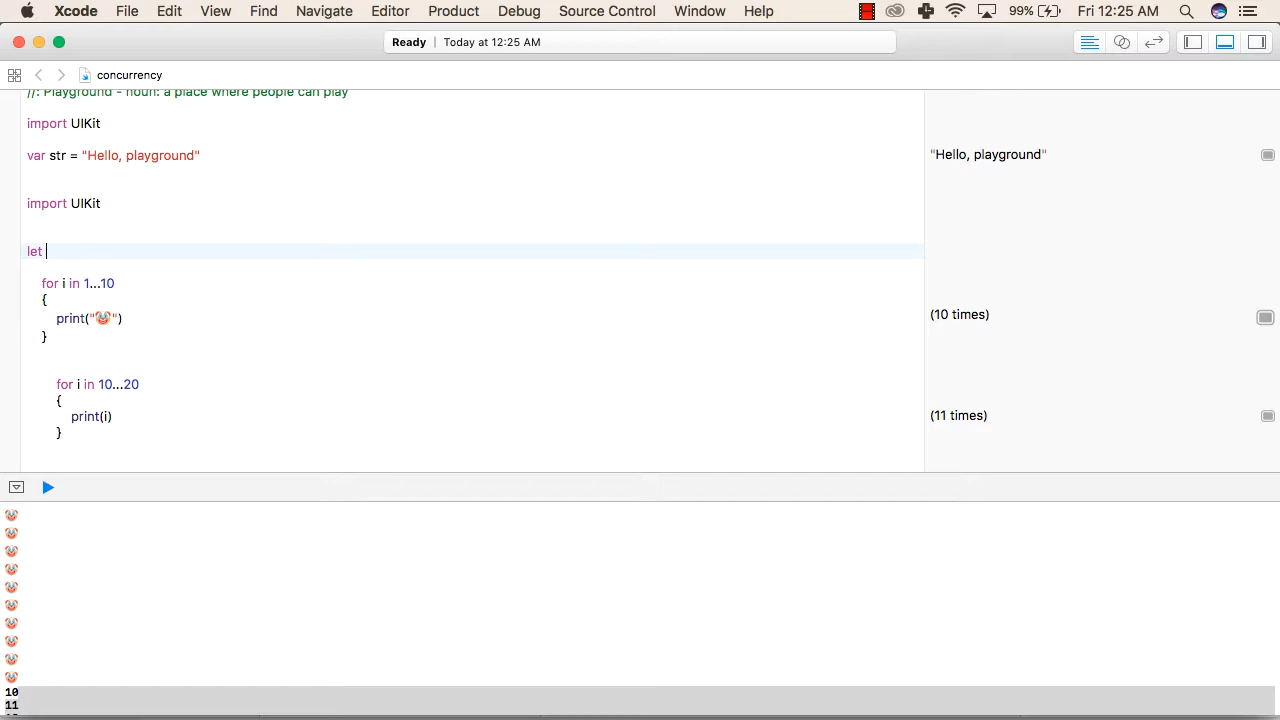 Xcode File Edit View Find Navigate Editor Product Debug Source Control Window Help 99% Fri 12:25 AM
Ready | Today at 12:25 AM
concurrency
//: Playground - noun: a place where people can play
import UIKit
var str = "Hello, playground"
"Hello, playground"
import UIKit
let
for i in 1...10
{
print("🤡")
(10 times)
}
for i in 10...20
{
print(i)
(11 times)
}
🤡
🤡
🤡
🤡
🤡
🤡
🤡
🤡
🤡
🤡
10
11